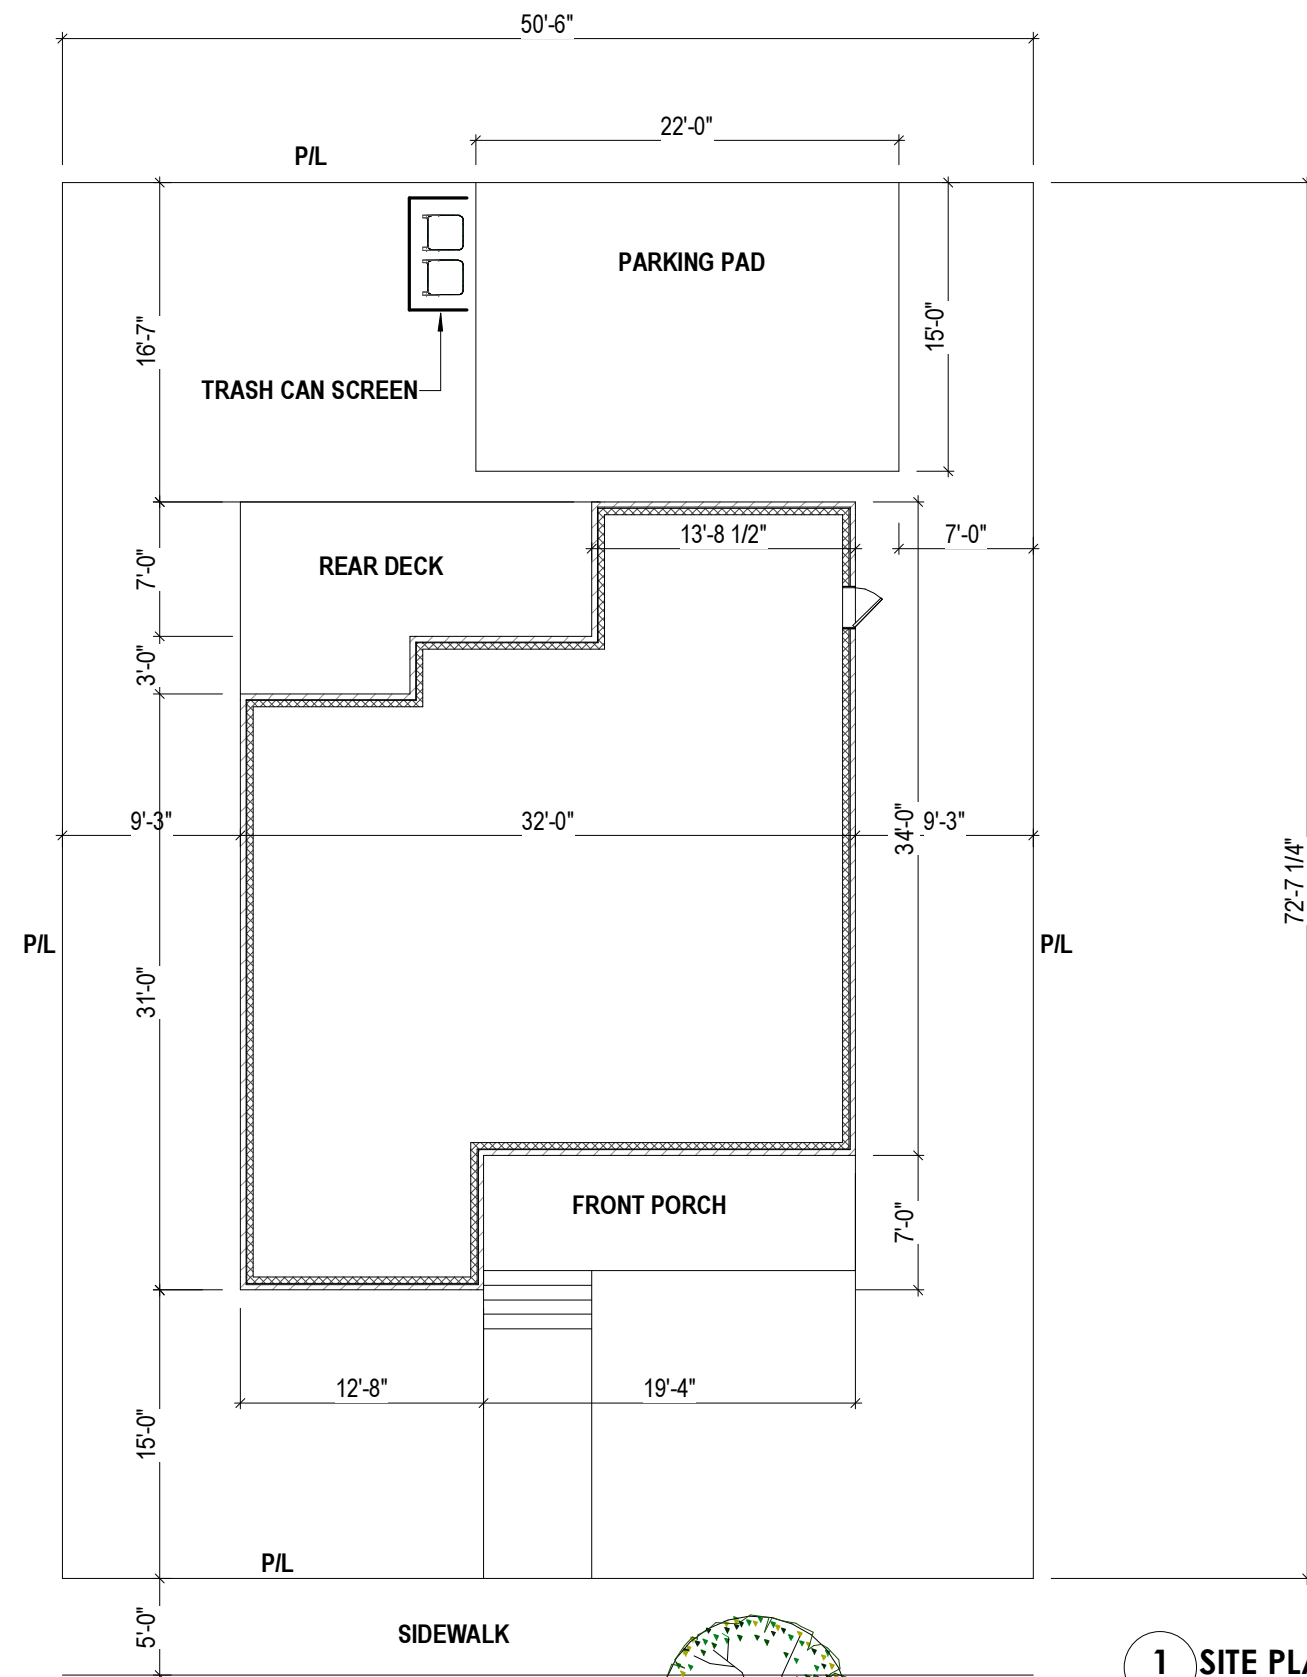 50'-6"
22'-0"
P/L
PARKING PAD
16'-7"
15'-0"
TRASH CAN SCREEN
13'-8 1/2"
7'-0"
7'-0"
REAR DECK
3'-0"
9'-3"
32'-0"
34'-0"
9'-3"
72'-7 1/4"
P/L
P/L
31'-0"
FRONT PORCH
7'-0"
12'-8"
19'-4"
15'-0"
P/L
5'-0"
SIDEWALK
1 SITE PLA